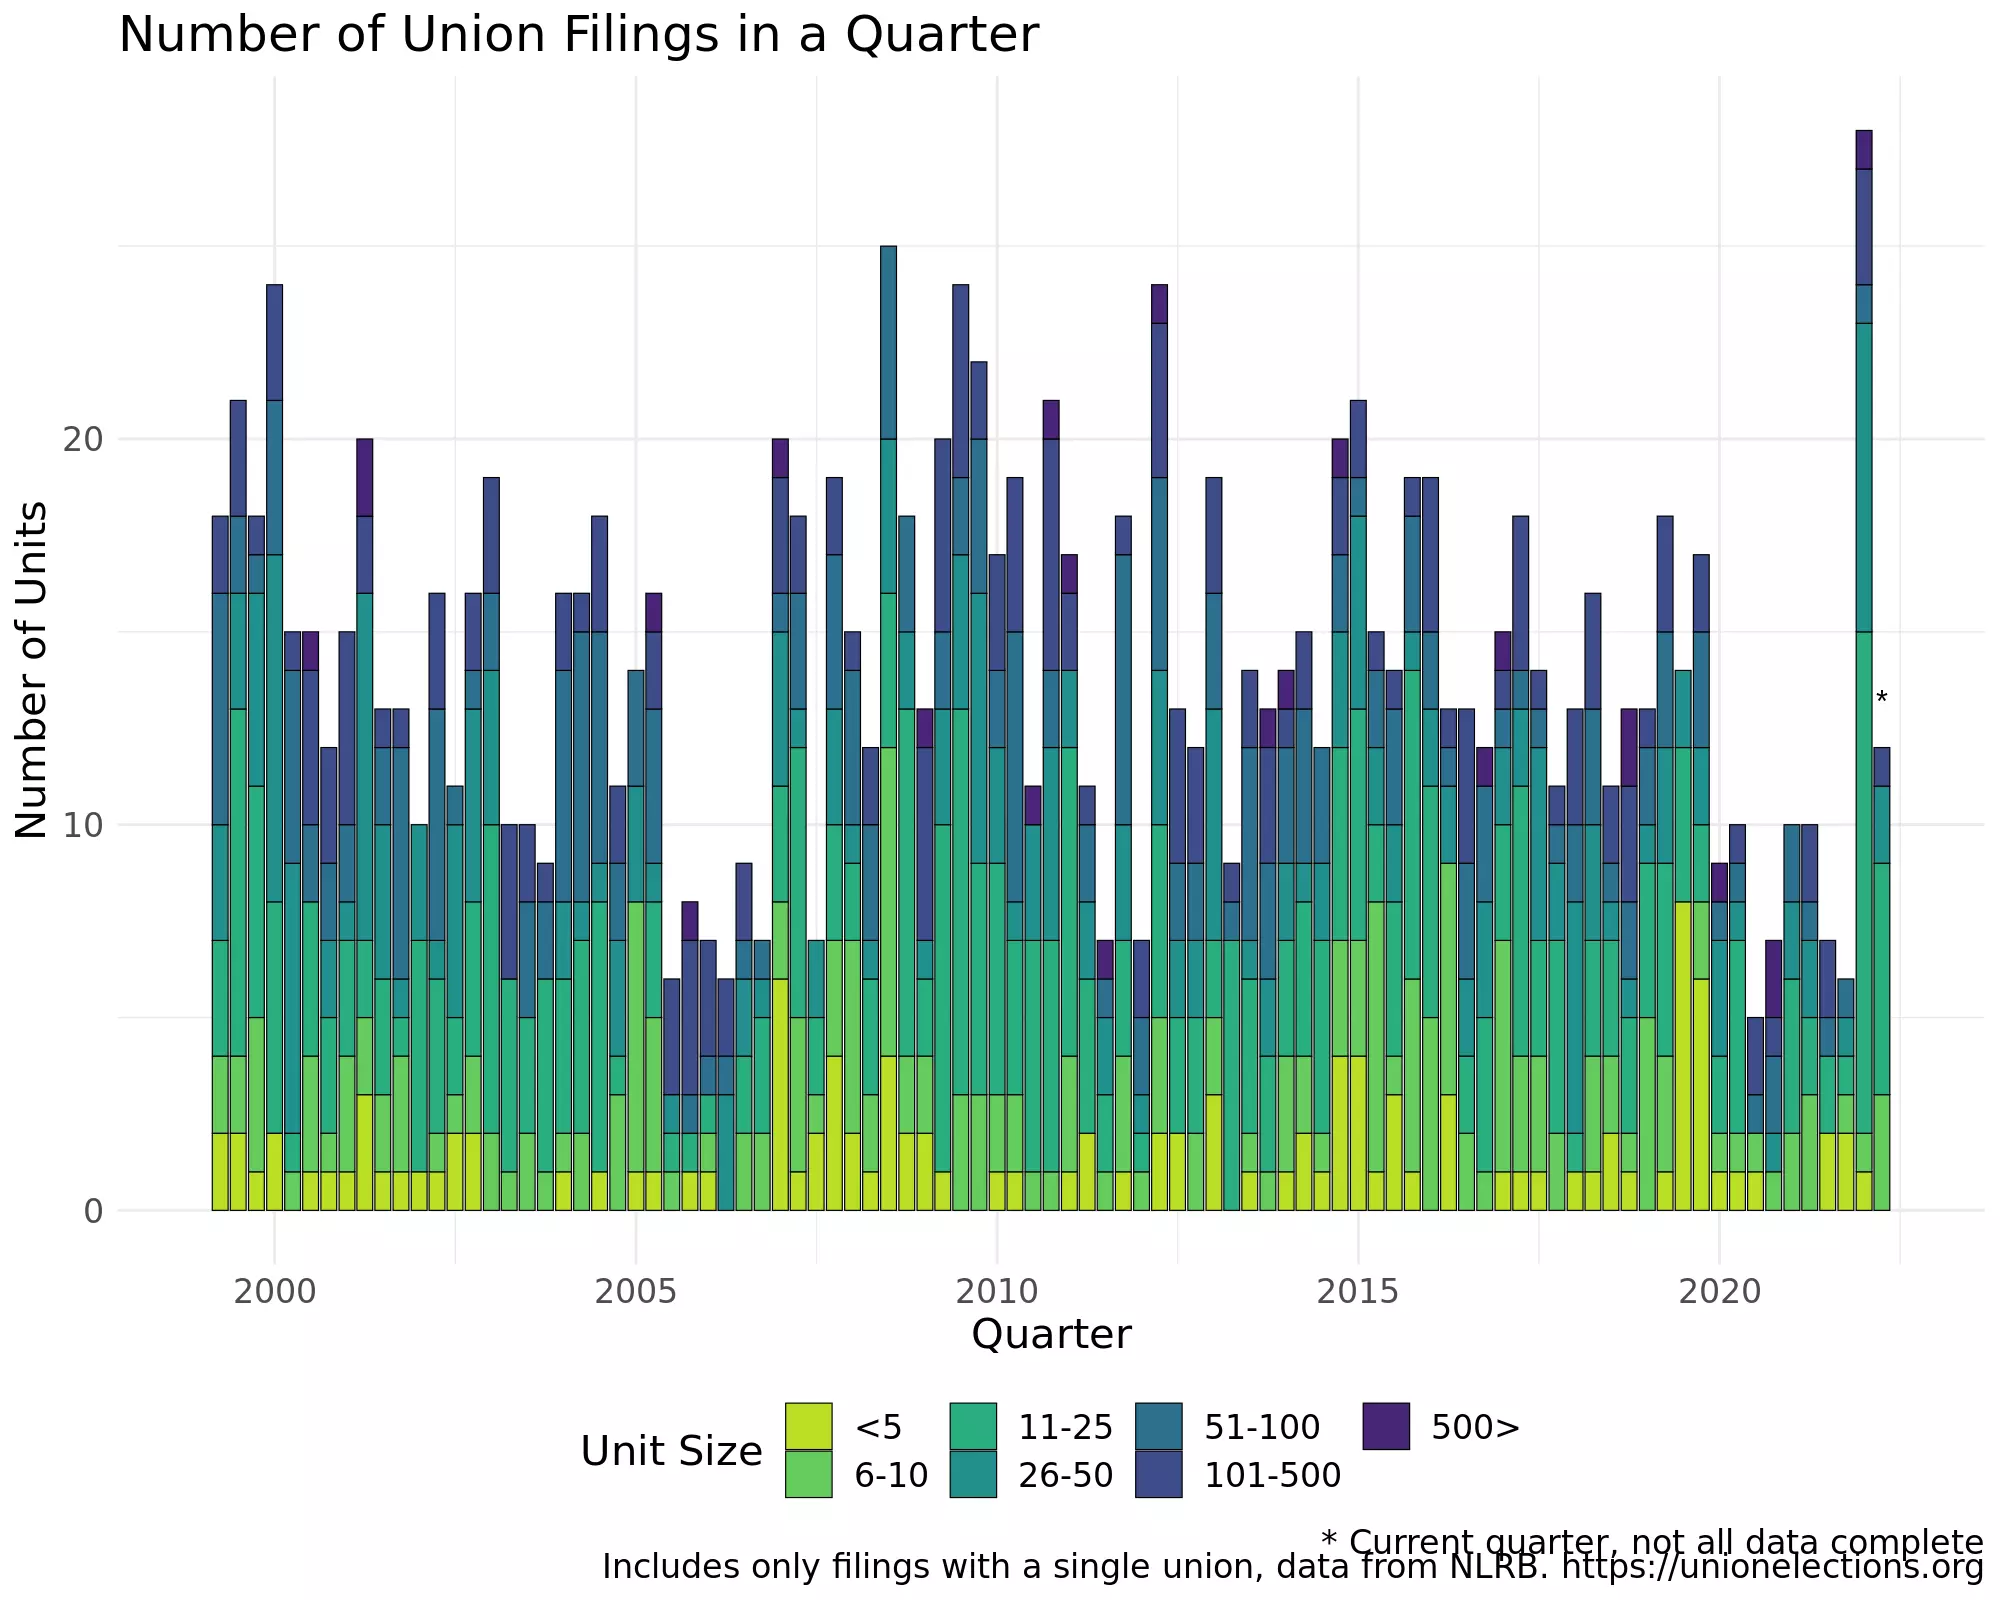 Number of Union Filings in a Quarter
Number of Units
20
10
0
*
2000 2005 2010 2015 2020
Quarter
Unit Size
<5 11-25 51-100 500>
6-10 26-50 101-500
* Current quarter, not all data complete
Includes only filings with a single union, data from NLRB. https://unionelections.org